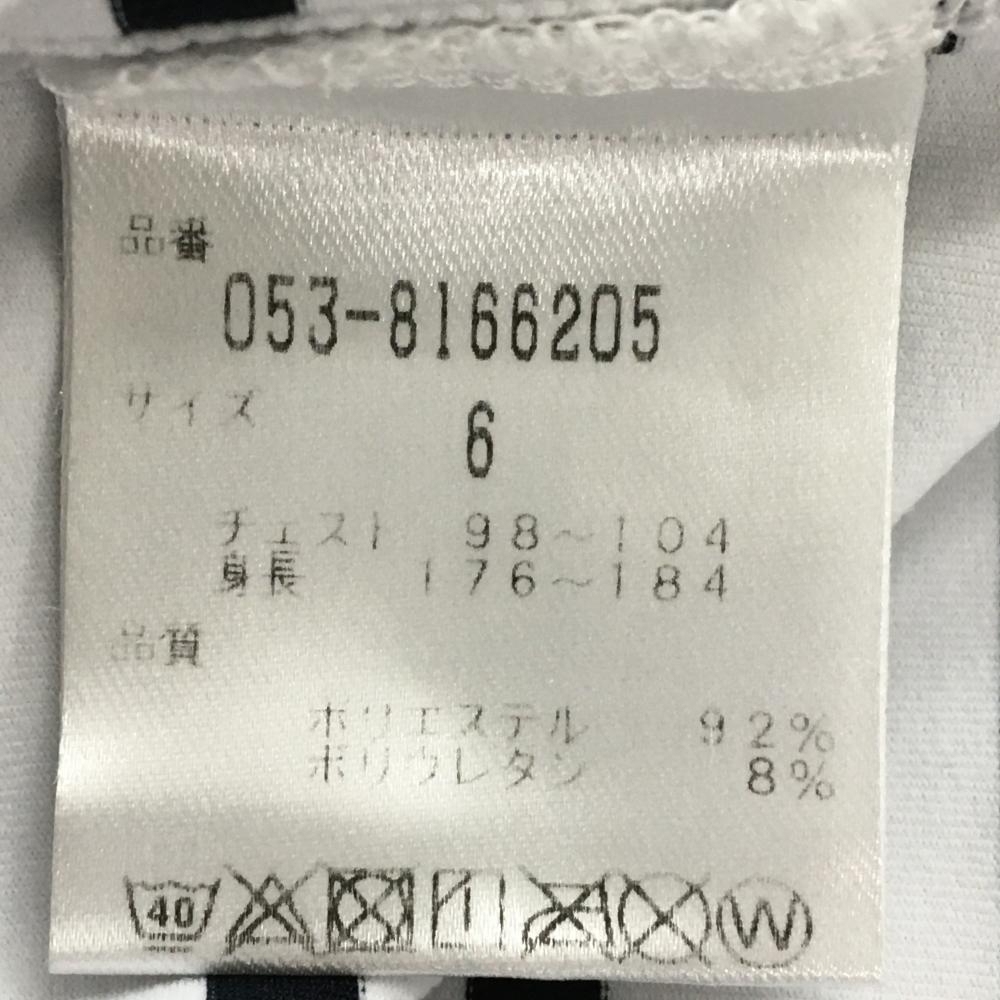 品番
053-8166205
サイズ
6
チェスト 98~104
身長 176~184
品質
ポリエステル 92%
ポリウレタン 8%
40
W